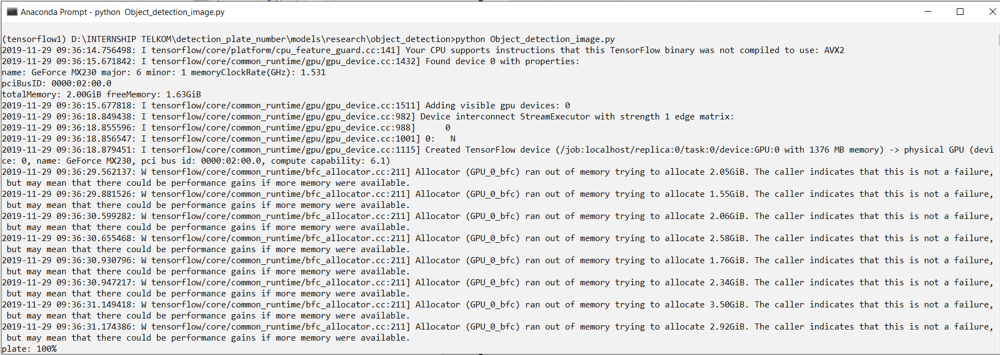 Anaconda Prompt - python  Object_detection_image.py
(tensorflow1) D:\INTERNSHIP TELKOM\detection_plate_number\models\research\object_detection>python Object_detection_image.py
2019-11-29 09:36:14.756498: I tensorflow/core/platform/cpu_feature_guard.cc:141] Your CPU supports instructions that this TensorFlow binary was not compiled to use: AVX2
2019-11-29 09:36:15.671842: I tensorflow/core/common_runtime/gpu/gpu_device.cc:1432] Found device 0 with properties:
name: GeForce MX230 major: 6 minor: 1 memoryClockRate(GHz): 1.531
pciBusID: 0000:02:00.0
totalMemory: 2.00GiB freeMemory: 1.63GiB
2019-11-29 09:36:15.677818: I tensorflow/core/common_runtime/gpu/gpu_device.cc:1511] Adding visible gpu devices: 0
2019-11-29 09:36:18.849438: I tensorflow/core/common_runtime/gpu/gpu_device.cc:982] Device interconnect StreamExecutor with strength 1 edge matrix:
2019-11-29 09:36:18.855596: I tensorflow/core/common_runtime/gpu/gpu_device.cc:988]      0
2019-11-29 09:36:18.856547: I tensorflow/core/common_runtime/gpu/gpu_device.cc:1001] 0:   N
2019-11-29 09:36:18.879451: I tensorflow/core/common_runtime/gpu/gpu_device.cc:1115] Created TensorFlow device (/job:localhost/replica:0/task:0/device:GPU:0 with 1376 MB memory) -> physical GPU (devi
ce: 0, name: GeForce MX230, pci bus id: 0000:02:00.0, compute capability: 6.1)
2019-11-29 09:36:29.562137: W tensorflow/core/common_runtime/bfc_allocator.cc:211] Allocator (GPU_0_bfc) ran out of memory trying to allocate 2.05GiB. The caller indicates that this is not a failure,
 but may mean that there could be performance gains if more memory were available.
2019-11-29 09:36:29.881526: W tensorflow/core/common_runtime/bfc_allocator.cc:211] Allocator (GPU_0_bfc) ran out of memory trying to allocate 1.55GiB. The caller indicates that this is not a failure,
 but may mean that there could be performance gains if more memory were available.
2019-11-29 09:36:30.599282: W tensorflow/core/common_runtime/bfc_allocator.cc:211] Allocator (GPU_0_bfc) ran out of memory trying to allocate 2.06GiB. The caller indicates that this is not a failure,
 but may mean that there could be performance gains if more memory were available.
2019-11-29 09:36:30.655468: W tensorflow/core/common_runtime/bfc_allocator.cc:211] Allocator (GPU_0_bfc) ran out of memory trying to allocate 2.58GiB. The caller indicates that this is not a failure,
 but may mean that there could be performance gains if more memory were available.
2019-11-29 09:36:30.930796: W tensorflow/core/common_runtime/bfc_allocator.cc:211] Allocator (GPU_0_bfc) ran out of memory trying to allocate 1.76GiB. The caller indicates that this is not a failure,
 but may mean that there could be performance gains if more memory were available.
2019-11-29 09:36:30.947217: W tensorflow/core/common_runtime/bfc_allocator.cc:211] Allocator (GPU_0_bfc) ran out of memory trying to allocate 2.34GiB. The caller indicates that this is not a failure,
 but may mean that there could be performance gains if more memory were available.
2019-11-29 09:36:31.149418: W tensorflow/core/common_runtime/bfc_allocator.cc:211] Allocator (GPU_0_bfc) ran out of memory trying to allocate 3.50GiB. The caller indicates that this is not a failure,
 but may mean that there could be performance gains if more memory were available.
2019-11-29 09:36:31.174386: W tensorflow/core/common_runtime/bfc_allocator.cc:211] Allocator (GPU_0_bfc) ran out of memory trying to allocate 2.92GiB. The caller indicates that this is not a failure,
 but may mean that there could be performance gains if more memory were available.
plate: 100%